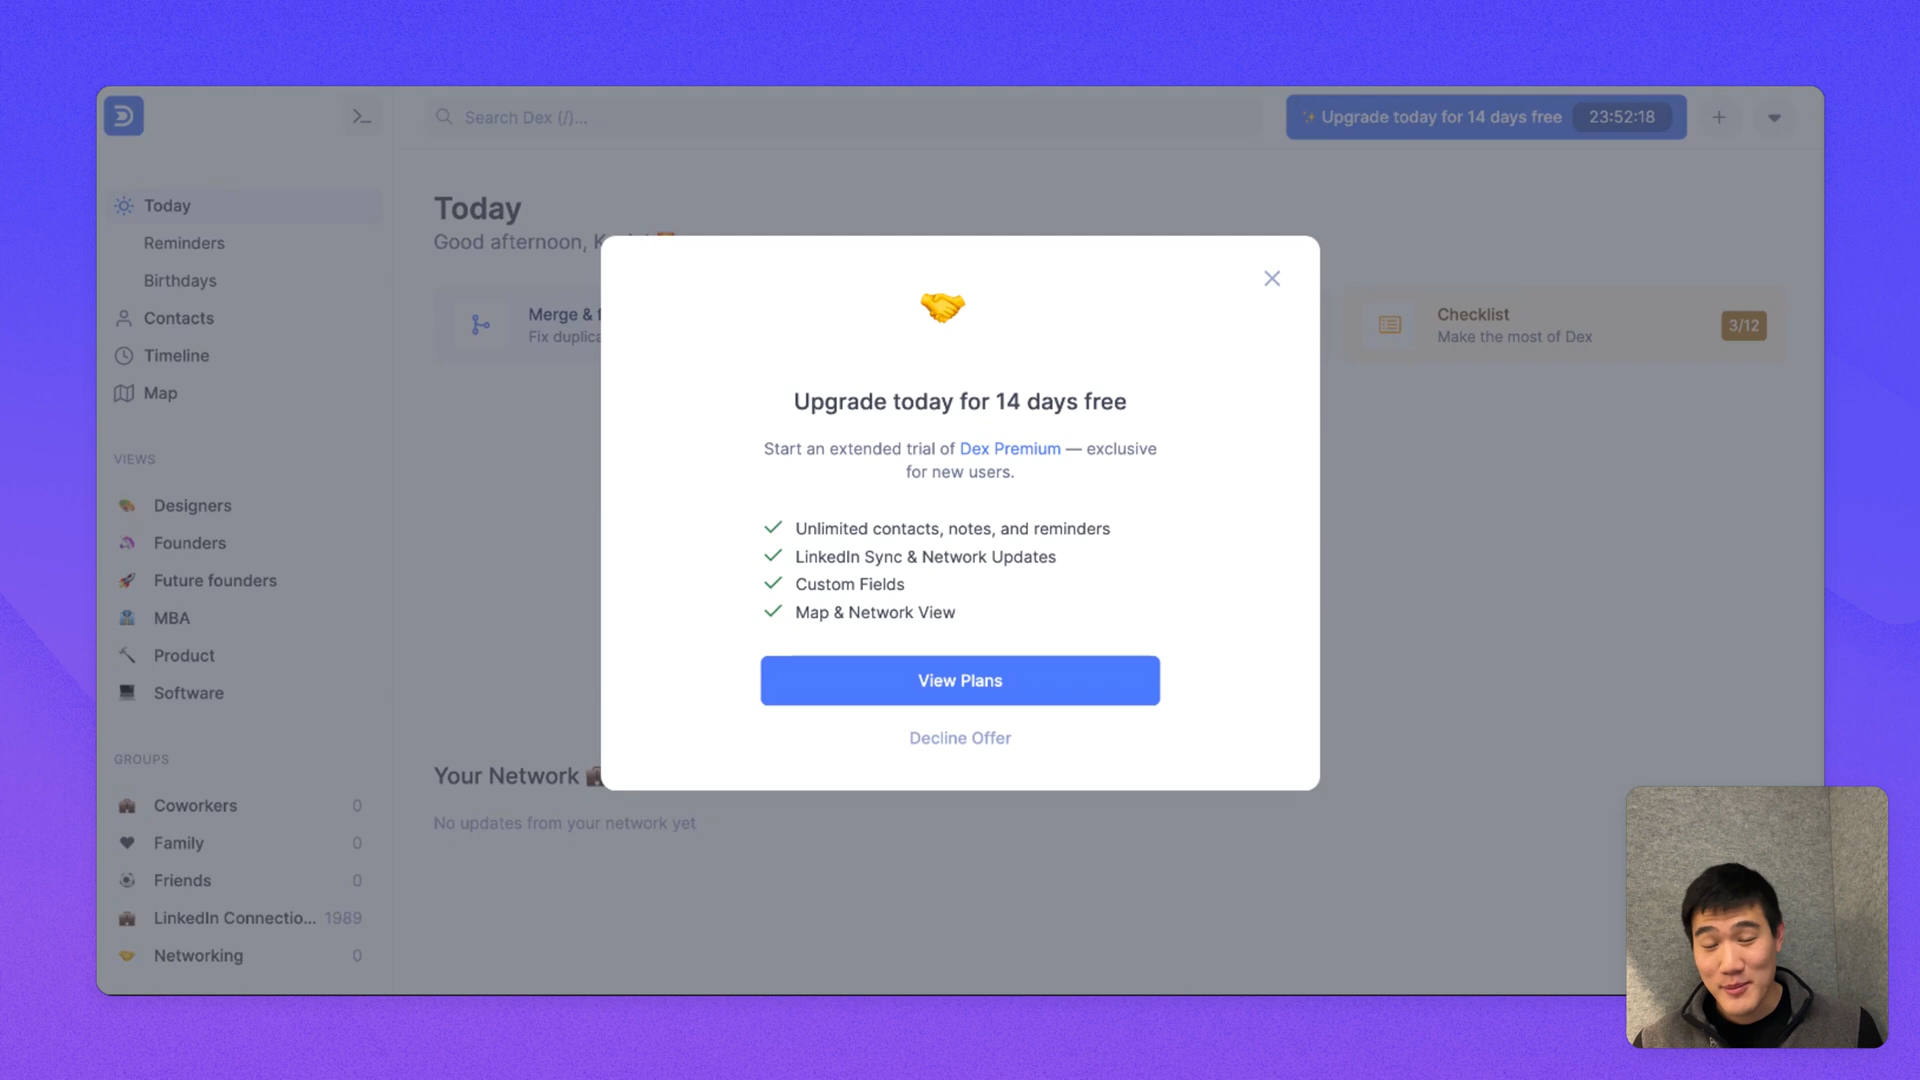 Search Dex (/)...
Upgrade today for 14 days free
23:52:18
Today
Reminders
Birthdays
Contacts
Timeline
Map
VIEWS
Designers
Founders
Future founders
MBA
Product
Software
GROUPS
Coworkers 0
Family 0
Friends 0
LinkedIn Connectio... 1989
Networking 0
Today
Good afternoon,
Merge &
Fix duplica
Checklist
Make the most of Dex
3/12
Your Network
No updates from your network yet
Upgrade today for 14 days free
Start an extended trial of Dex Premium — exclusive
for new users.
Unlimited contacts, notes, and reminders
LinkedIn Sync & Network Updates
Custom Fields
Map & Network View
View Plans
Decline Offer